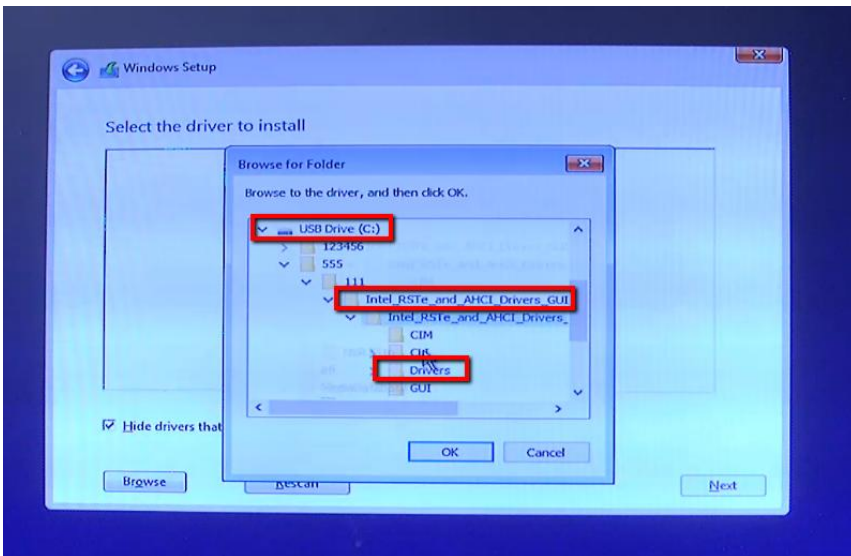 Windows Setup
Select the driver to install
Browse for Folder
Browse to the driver, and then click OK.
USB Drive (C:)
123456
555
111
Intel_RSTe_and_AHCI_Drivers_GUI
Intel_RSTe_and_AHCI_Drivers_
CIM
Drivers
GUI
Hide drivers that
OK Cancel
Browse Rescan Next